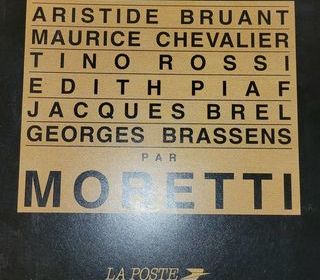 ARISTIDE BRUANT
MAURICE CHEVALIER
TINO ROSSI
EDITH PIAF
JACQUES BREL
GEORGES BRASSENS
PAR
MORETTI
LA POSTE